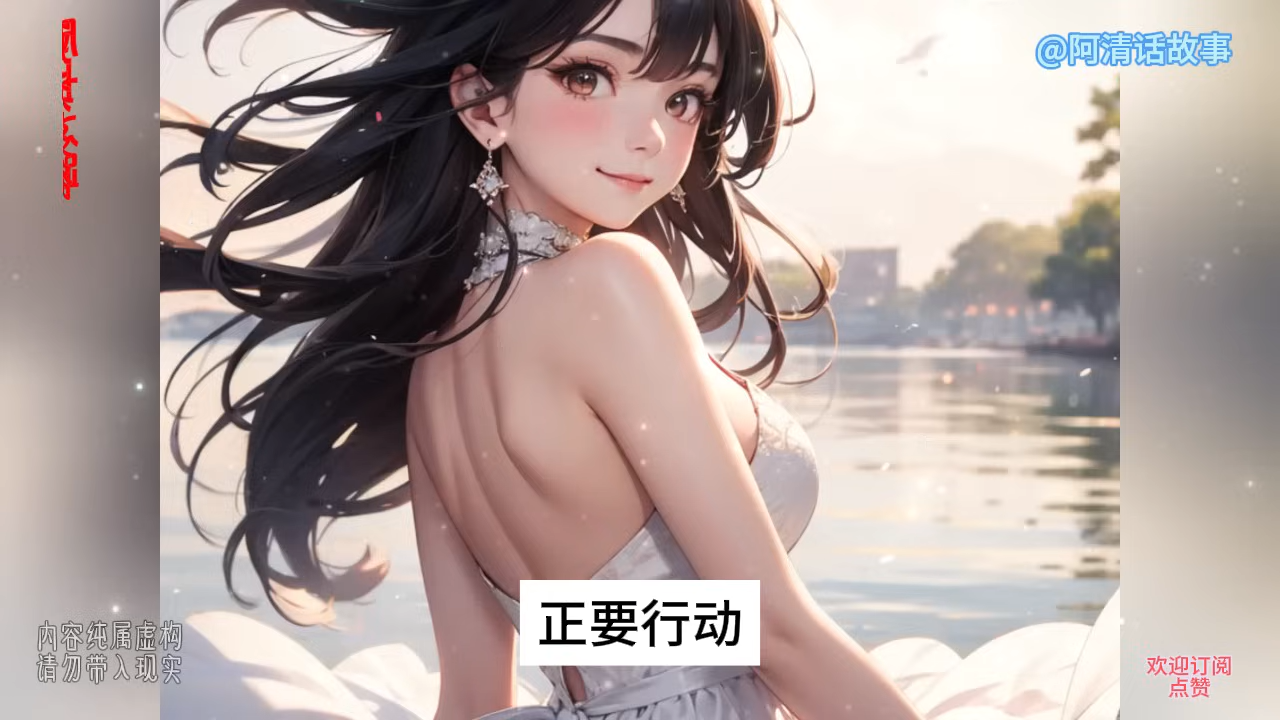 @阿清话故事
正要行动
内容纯属虚构
请勿带入现实
欢迎订阅
点赞